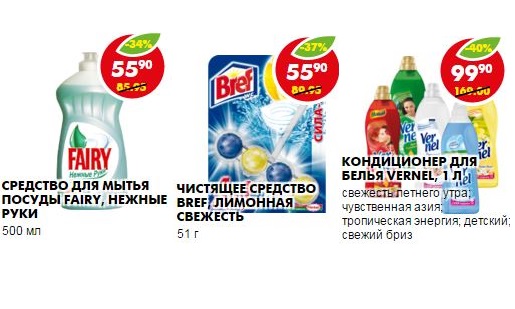 -34%
55 90
85.95
FAIRY
Нежные Руки
СРЕДСТВО ДЛЯ МЫТЬЯ
ПОСУДЫ FAIRY, НЕЖНЫЕ
РУКИ
500 мл
-37%
55 90
89.95
Bref
СИЛА
ЧИСТЯЩЕЕ СРЕДСТВО
BREF, ЛИМОННАЯ
СВЕЖЕСТЬ
51 г
-40%
99 90
169.00
Vernel
Vernel
КОНДИЦИОНЕР ДЛЯ
БЕЛЬЯ VERNEL, 1 Л
свежесть летнего утра;
чувственная азия;
тропическая энергия; детский;
свежий бриз